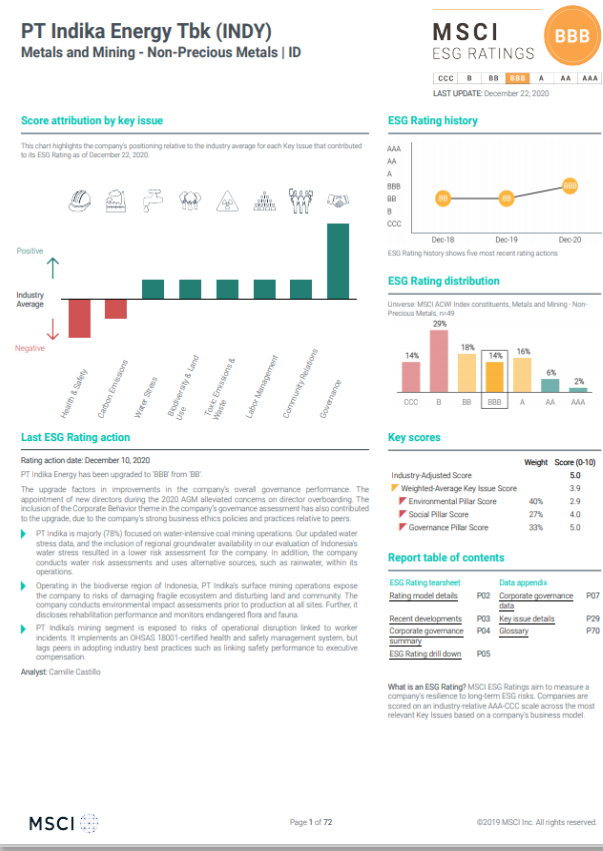 PT Indika Energy Tbk (INDY)
Metals and Mining - Non-Precious Metals | ID
MSCI
ESG RATINGS
BBB
CCC B BB BBB A AA AAA
LAST UPDATE: December 22, 2020
Score attribution by key issue
This chart highlights the company's positioning relative to the industry average for each Key Issue that contributed
to its ESG Rating as of December 22, 2020.
Positive
Industry
Average
Negative
Health & Safety
Carbon Emissions
Water Stress
Biodiversity & Land
Use
Toxic Emissions &
Waste
Labor Management
Community Relations
Governance
Last ESG Rating action
Rating action date: December 10, 2020
PT Indika Energy has been upgraded to 'BBB' from 'BB'.
The upgrade factors in improvements in the company's overall governance performance. The
appointment of new directors during the 2020 AGM alleviated concerns on director overboarding. The
inclusion of the Corporate Behavior theme in the company's governance assessment has also contributed
to the upgrade, due to the company's strong business ethics policies and practices relative to peers.
PT Indika is majorly (78%) focused on water-intensive coal mining operations. Our updated water
stress data, and the inclusion of regional groundwater availability in our evaluation of Indonesia's
water stress resulted in a lower risk assessment for the company. In addition, the company
conducts water risk assessments and uses alternative sources, such as rainwater, within its
operations.
Operating in the biodiverse region of Indonesia, PT Indika's surface mining operations expose
the company to risks of damaging fragile ecosystem and disturbing land and community. The
company conducts environmental impact assessments prior to production at all sites. Further, it
discloses rehabilitation performance and monitors endangered flora and fauna.
PT Indika's mining segment is exposed to risks of operational disruption linked to worker
incidents. It implements an OHSAS 18001-certified health and safety management system, but
lags peers in adopting industry best practices such as linking safety performance to executive
compensation.
Analyst: Camille Castillo
ESG Rating history
AAA
AA
A
BBB
BB
B
CCC
BB
BB
BBB
Dec-18 Dec-19 Dec-20
ESG Rating history shows five most recent rating actions
ESG Rating distribution
Universe: MSCI ACWI Index constituents, Metals and Mining - Non-
Precious Metals, n=49
14% 29% 18% 14% 16% 6% 2%
CCC B BB BBB A AA AAA
Key scores
Weight Score (0-10)
Industry-Adjusted Score 5.0
Weighted-Average Key Issue Score 3.9
Environmental Pillar Score 40% 2.9
Social Pillar Score 27% 4.0
Governance Pillar Score 33% 5.0
Report table of contents
ESG Rating tearsheet Data appendix
Rating model details P02 Corporate governance P07
data
Recent developments P03 Key issue details P29
Corporate governance P04 Glossary P70
summary
ESG Rating drill down P05
What is an ESG Rating? MSCI ESG Ratings aim to measure a
company's resilience to long-term ESG risks. Companies are
scored on an industry-relative AAA-CCC scale across the most
relevant Key Issues based on a company's business model.
MSCI
Page 1 of 72
©2019 MSCI Inc. All rights reserved.